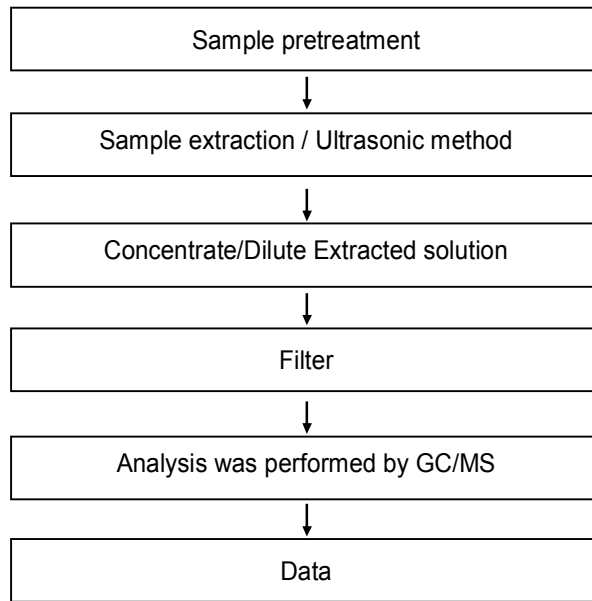 Sample pretreatment
Sample extraction / Ultrasonic method
Concentrate/Dilute Extracted solution
Filter
Analysis was performed by GC/MS
Data